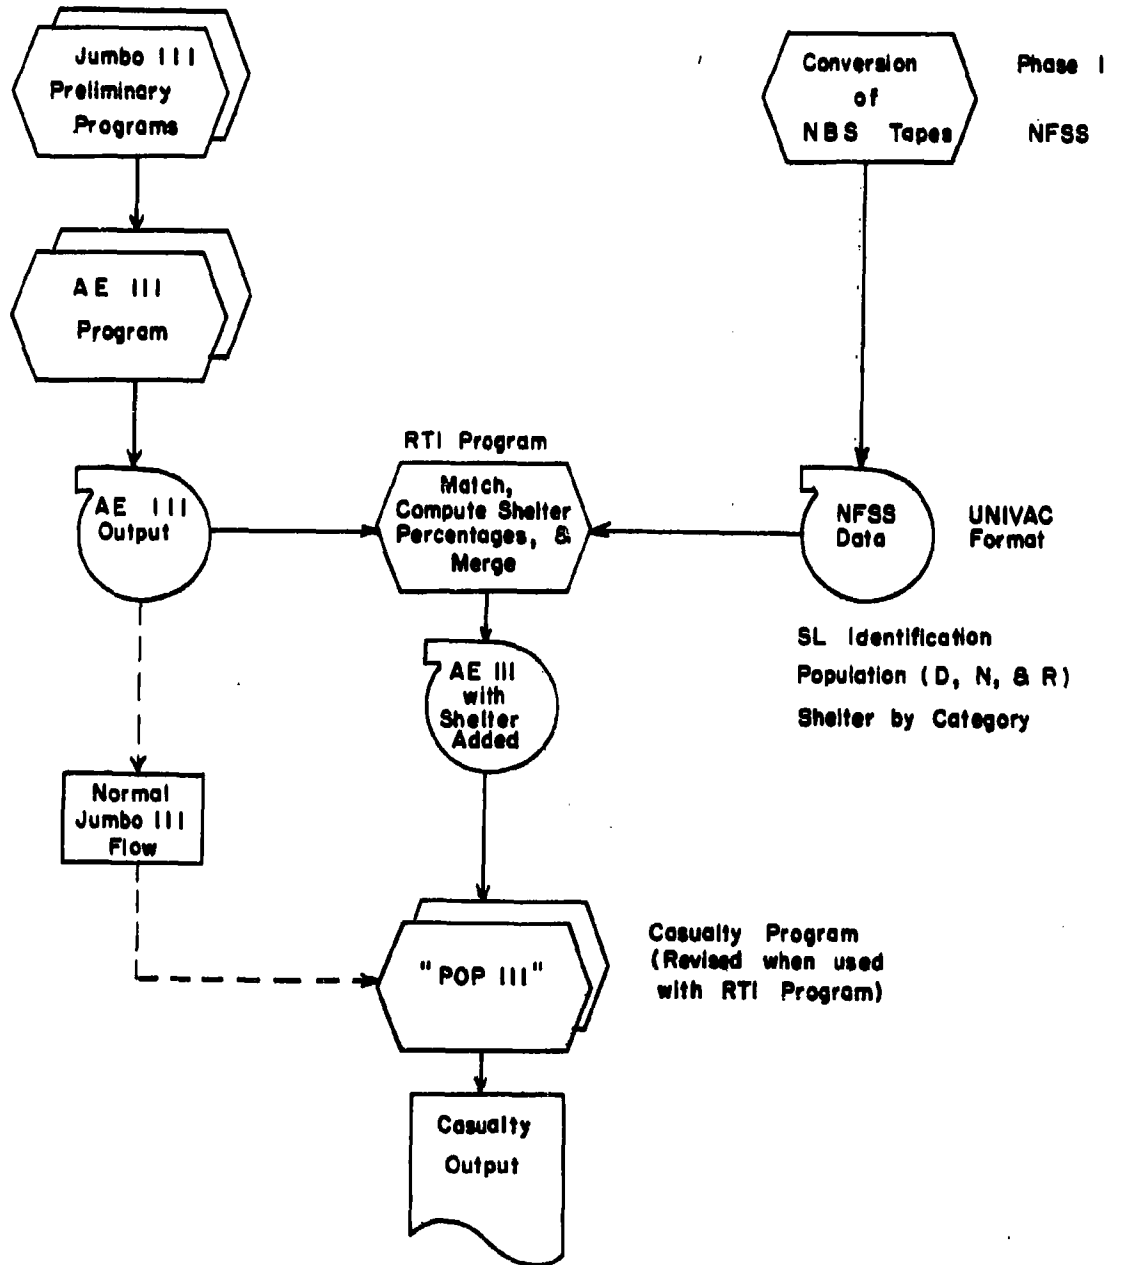 Jumbo III
Preliminary
Programs
Conversion
of
NBS Tapes
Phase I
NFSS
AE III
Program
RTI Program
AE III
Output
Match,
Compute Shelter
Percentages, &
Merge
NFSS
Data
UNIVAC
Format
SL Identification
Population (D, N, & R)
Shelter by Category
AE III
with
Shelter
Added
Normal
Jumbo III
Flow
"POP III"
Casualty Program
(Revised when used
with RTI Program)
Casualty
Output